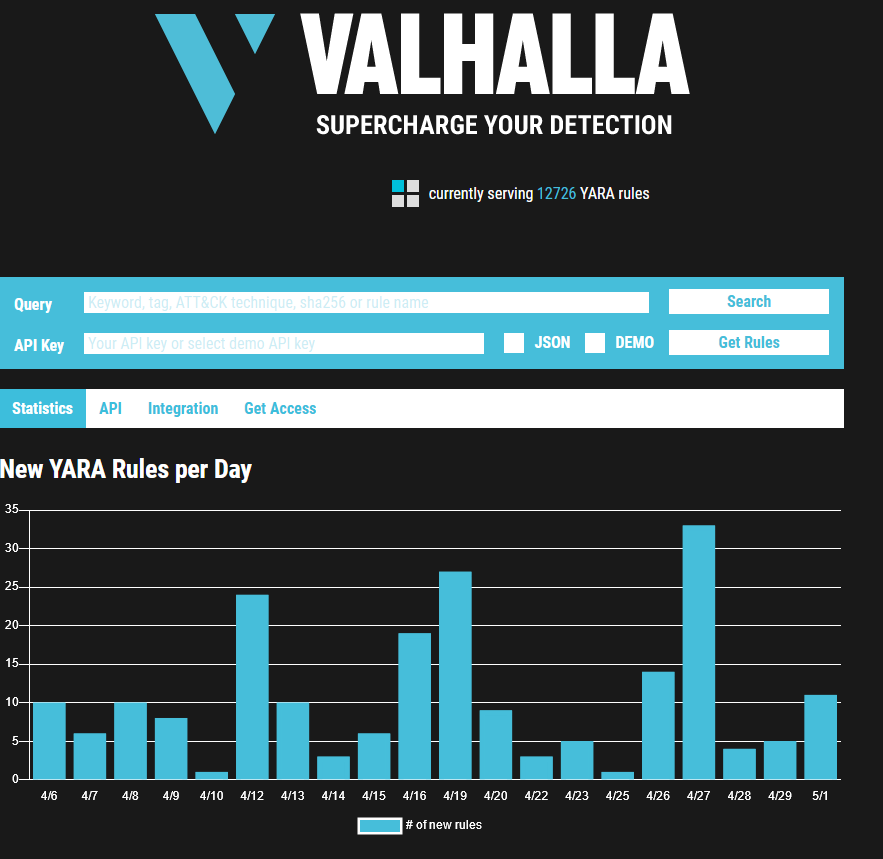 VALHALLA
SUPERCHARGE YOUR DETECTION
currently serving 12726 YARA rules
Query Keyword, tag, ATT&CK technique, sha256 or rule name Search
API Key Your API key or select demo API key JSON DEMO Get Rules
Statistics API Integration Get Access
New YARA Rules per Day
35
30
25
20
15
10
5
0
4/6 4/7 4/8 4/9 4/10 4/12 4/13 4/14 4/15 4/16 4/19 4/20 4/22 4/23 4/25 4/26 4/27 4/28 4/29 5/1
# of new rules